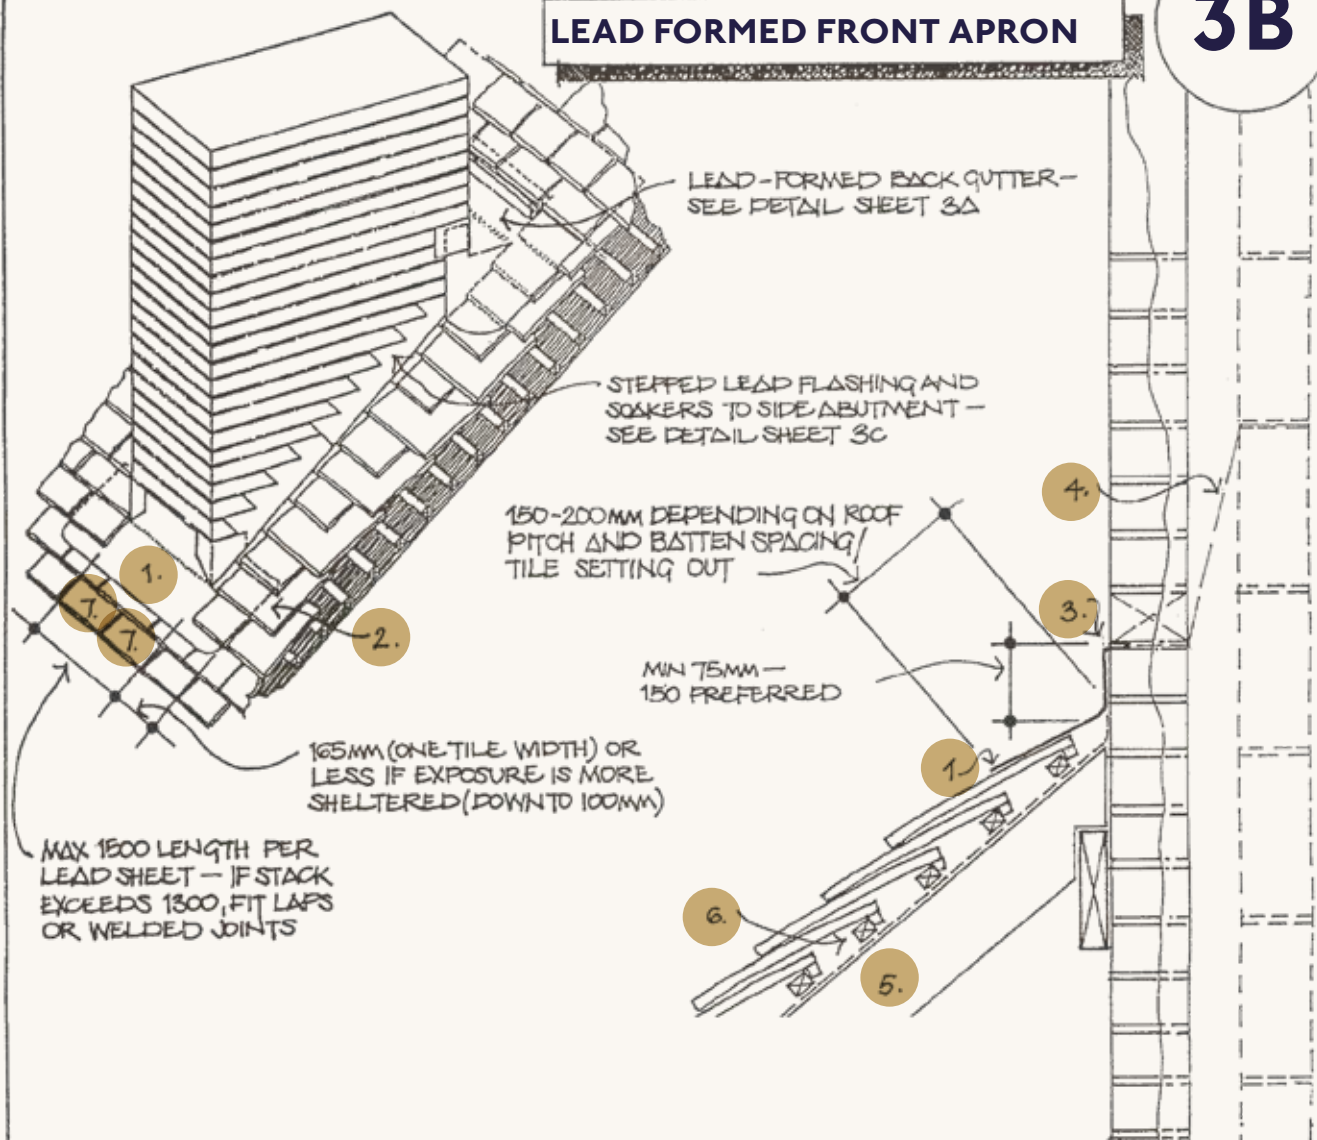 LEAD FORMED FRONT APRON
3B
LEAD-FORMED BACK GUTTER-
SEE DETAIL SHEET 3A
STEPPED LEAD FLASHING AND
SOAKERS TO SIDE ABUTMENT-
SEE DETAIL SHEET 3C
4.
150-200MM DEPENDING ON ROOF
PITCH AND BATTEN SPACING/
TILE SETTING OUT
1.
7.
7.
2.
3.
MIN 75MM-
150 PREFERRED
165MM (ONE TILE WIDTH) OR
LESS IF EXPOSURE IS MORE
SHELTERED (DOWN TO 100MM)
1.
MAX 1500 LENGTH PER
LEAD SHEET - IF STACK
EXCEEDS 1300, FIT LAPS
OR WELDED JOINTS
6.
5.